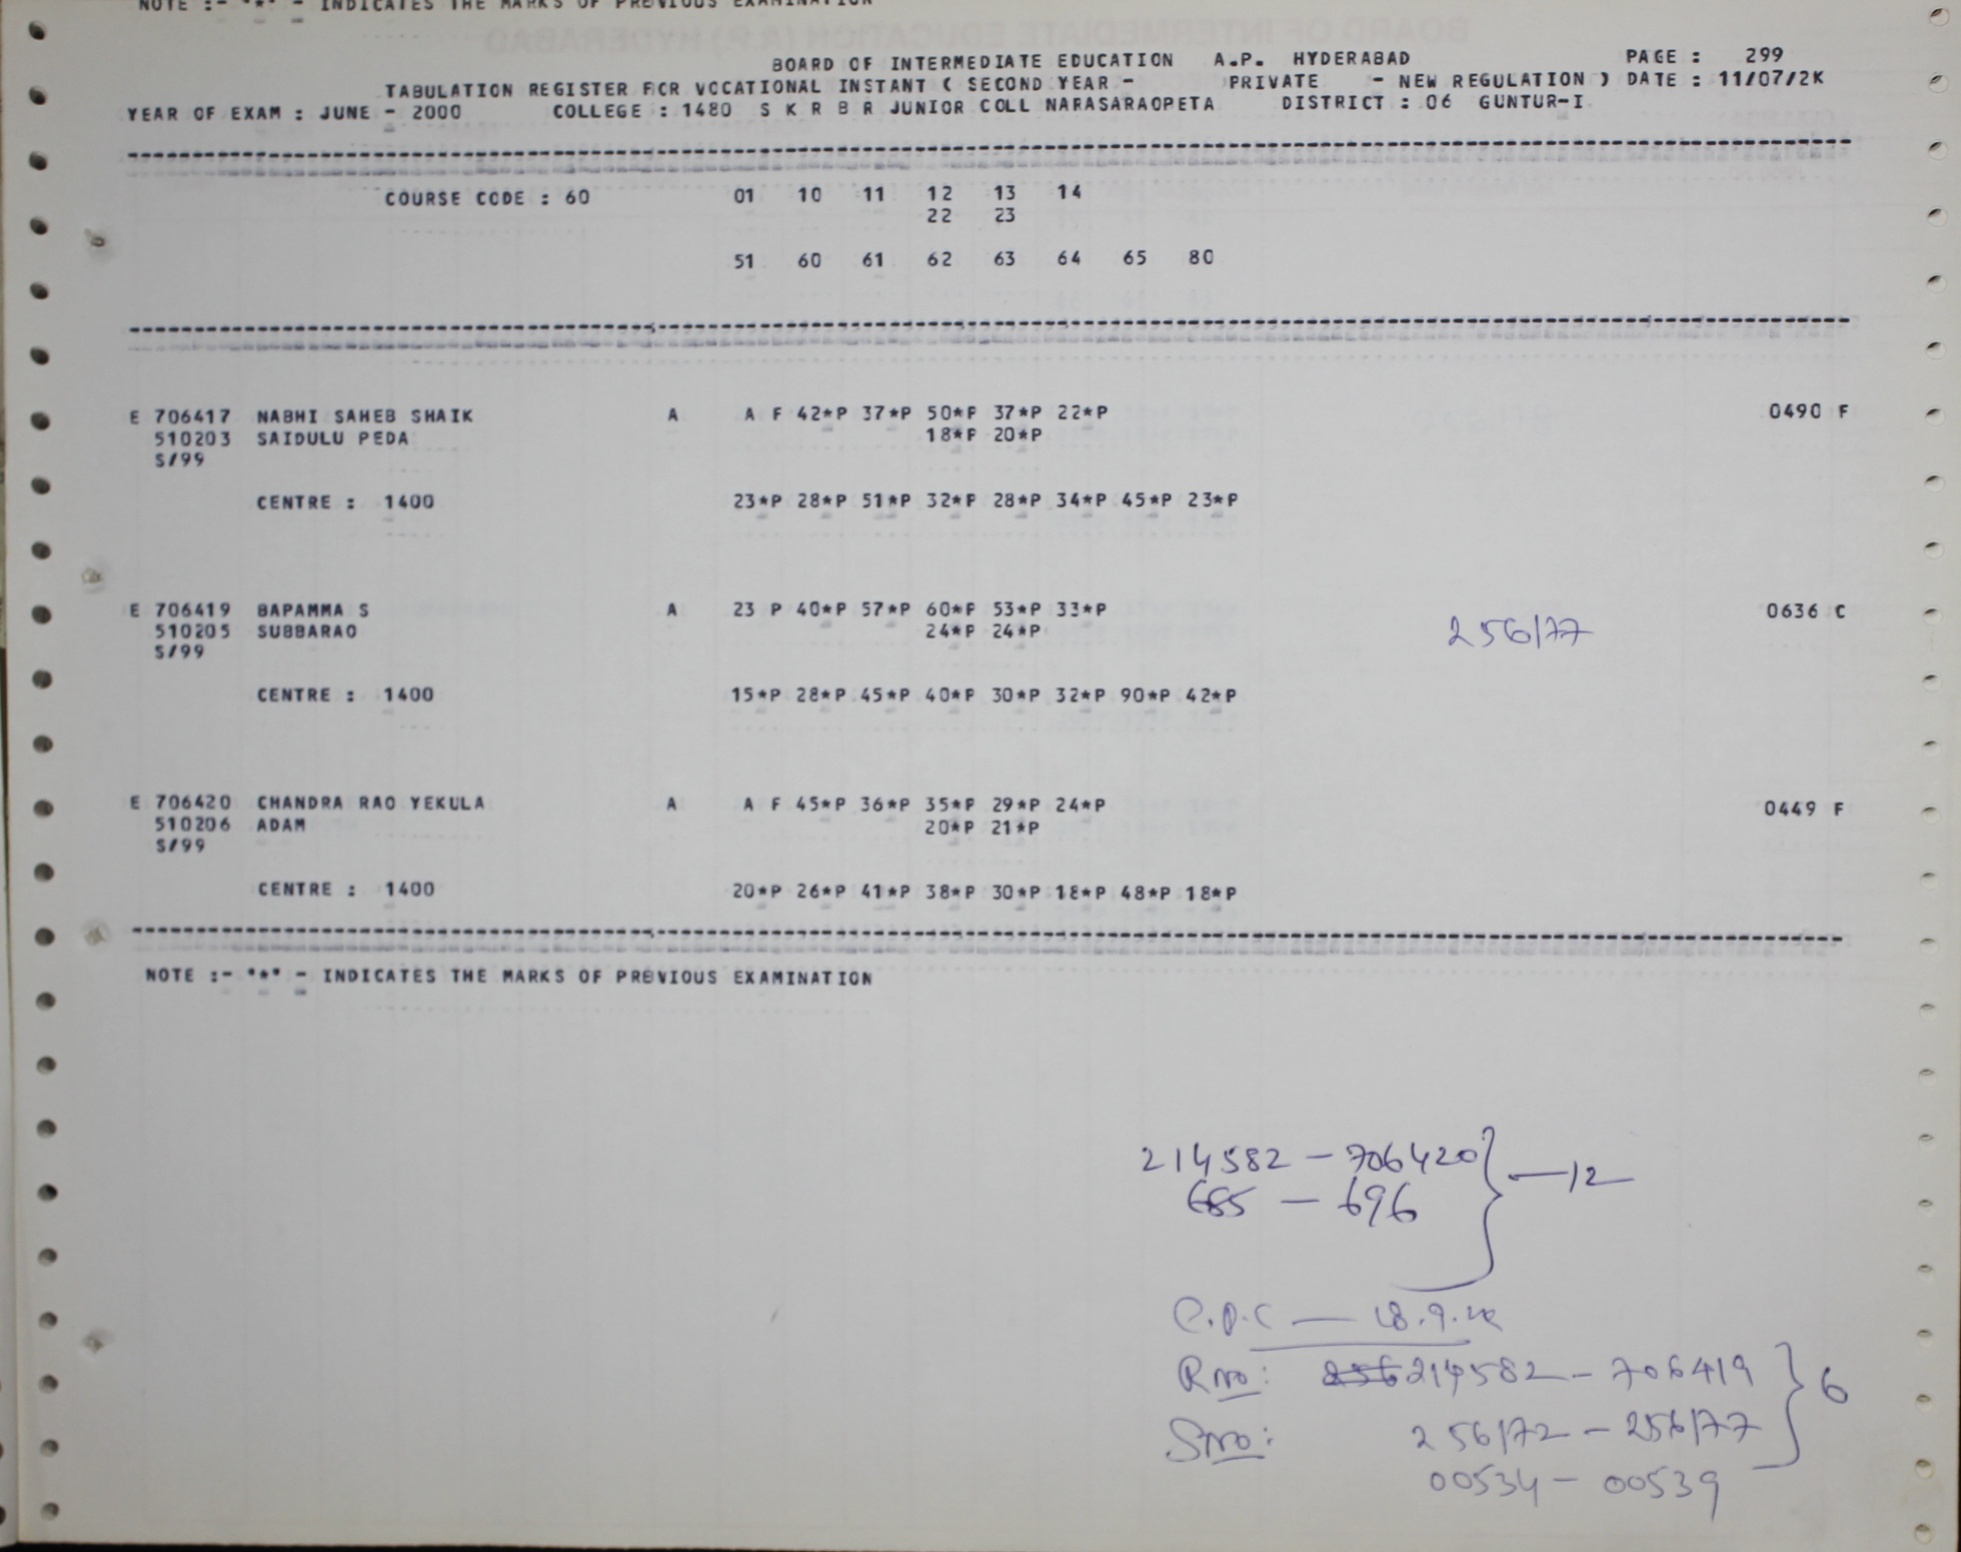 NOTE :- "*" - INDICATES THE MARKS OF PREVIOUS EXAMINATION
BOARD OF INTERMEDIATE EDUCATION A.P. HYDERABAD PAGE : 299
TABULATION REGISTER FOR VOCATIONAL INSTANT ( SECOND YEAR - PRIVATE - NEW REGULATION ) DATE : 11/07/2K
YEAR OF EXAM : JUNE - 2000 COLLEGE : 1480 S K R B R JUNIOR COLL NARASARAOPETA DISTRICT : 06 GUNTUR-I
COURSE CODE : 60 01 10 11 12 13 14
22 23
51 60 61 62 63 64 65 80
E 706417 NABHI SAHEB SHAIK A A F 42*P 37*P 50*P 37*P 22*P 0490 F
510203 SAIDULU PEDA 18*P 20*P
S/99
CENTRE : 1400 23*P 28*P 51*P 32*P 28*P 34*P 45*P 23*P
E 706419 BAPAMMA S A 23 P 40*P 57*P 60*P 53*P 33*P 0636 C
510205 SUBBARAO 24*P 24*P 256177
S/99
CENTRE : 1400 15*P 28*P 45*P 40*P 30*P 32*P 90*P 42*P
E 706420 CHANDRA RAO YEKULA A A F 45*P 36*P 35*P 29*P 24*P 0449 F
510206 ADAM 20*P 21*P
S/99
CENTRE : 1400 20*P 26*P 41*P 38*P 30*P 18*P 48*P 18*P
NOTE :- "*" - INDICATES THE MARKS OF PREVIOUS EXAMINATION
214582 - 706420 } - 12
685 - 696
C.P.C - 18.9.2k
Rno: 214582 - 706419 } 6
Sno: 256172 - 256177
00534 - 00539